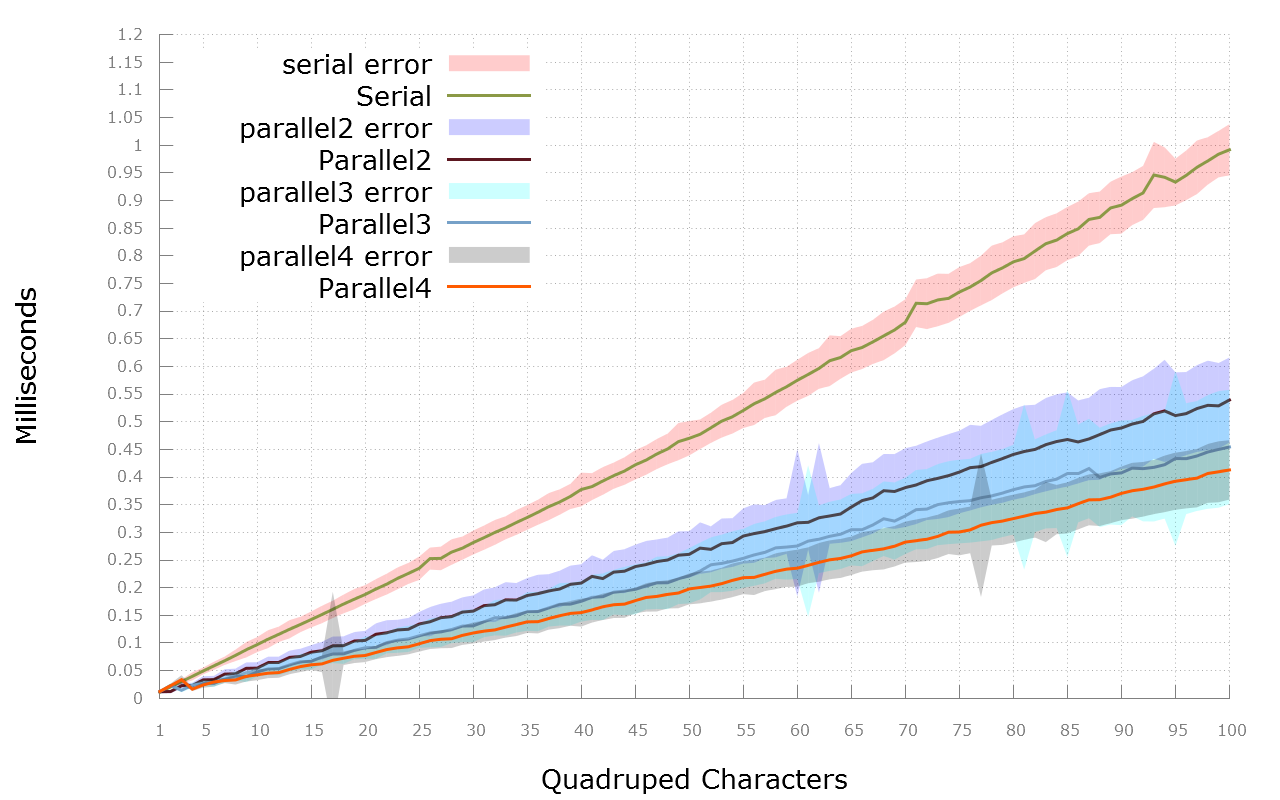 1.2
1.15
1.1
1.05
1
0.95
0.9
0.85
0.8
0.75
0.7
0.65
0.6
0.55
0.5
0.45
0.4
0.35
0.3
0.25
0.2
0.15
0.1
0.05
0
serial error
Serial
parallel2 error
Parallel2
parallel3 error
Parallel3
parallel4 error
Parallel4
Milliseconds
1 5 10 15 20 25 30 35 40 45 50 55 60 65 70 75 80 85 90 95 100
Quadruped Characters